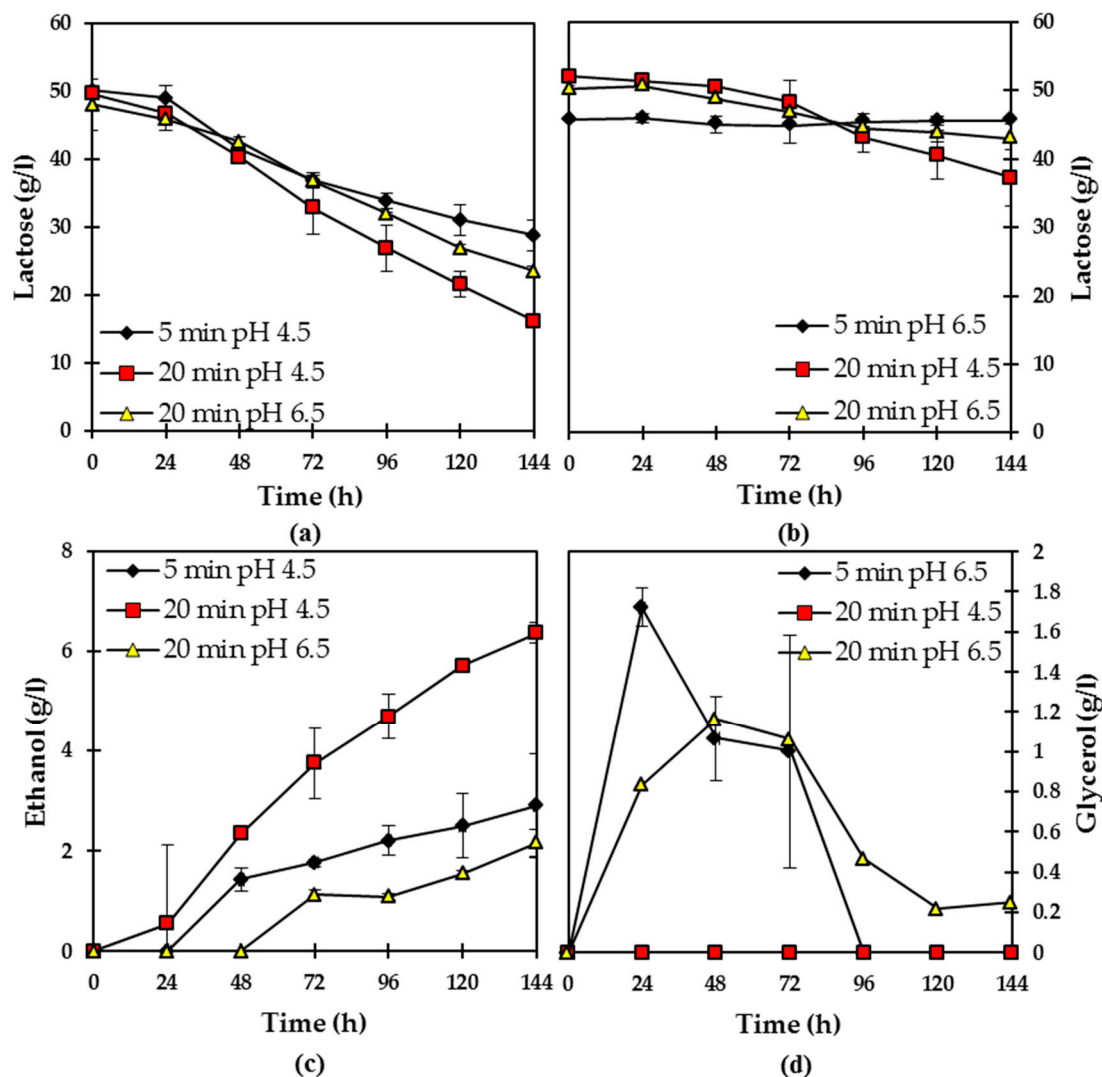 60
50
40
30
20
10
0
Lactose (g/l)
5 min pH 4.5
20 min pH 4.5
20 min pH 6.5
0 24 48 72 96 120 144
Time (h)
(a)
60
50
40
30
20
10
0
Lactose (g/l)
5 min pH 6.5
20 min pH 4.5
20 min pH 6.5
0 24 48 72 96 120 144
Time (h)
(b)
8
6
4
2
0
Ethanol (g/l)
5 min pH 4.5
20 min pH 4.5
20 min pH 6.5
0 24 48 72 96 120 144
Time (h)
(c)
2
1.8
1.6
1.4
1.2
1
0.8
0.6
0.4
0.2
0
Glycerol (g/l)
5 min pH 6.5
20 min pH 4.5
20 min pH 6.5
0 24 48 72 96 120 144
Time (h)
(d)